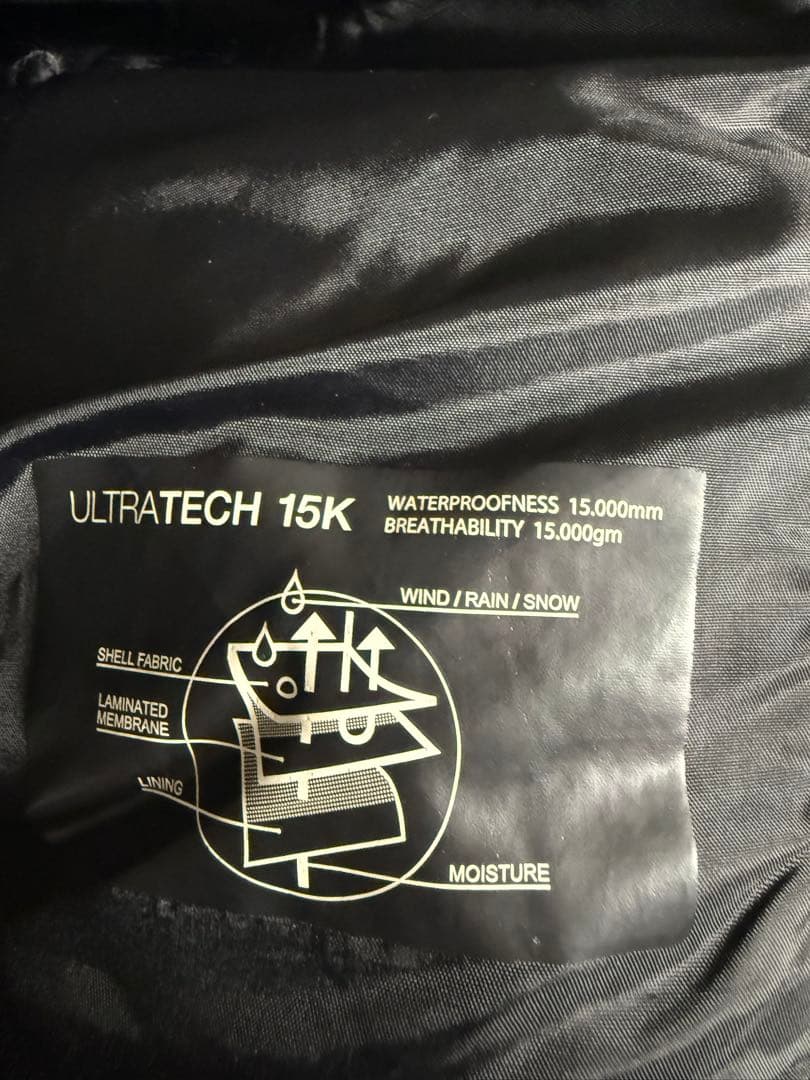 ULTRATECH 15K
WATERPROOFNESS 15.000mm
BREATHABILITY 15.000gm
WIND / RAIN / SNOW
SHELL FABRIC
LAMINATED
MEMBRANE
LINING
MOISTURE